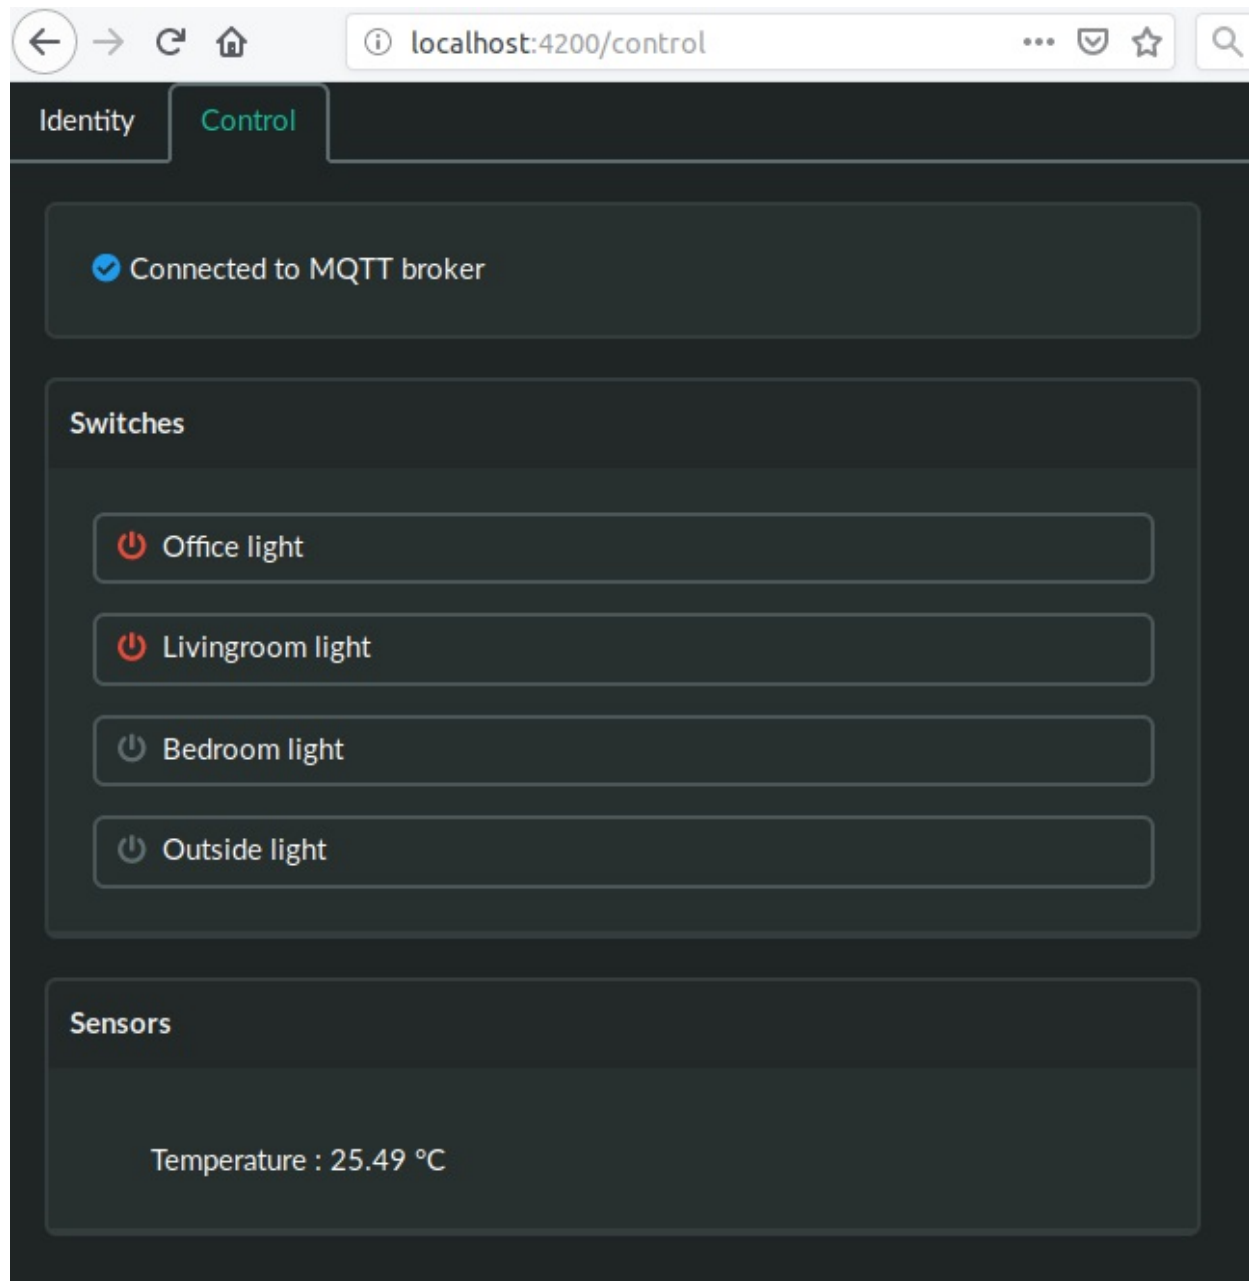 localhost:4200/control
Identity Control
Connected to MQTT broker
Switches
Office light
Livingroom light
Bedroom light
Outside light
Sensors
Temperature : 25.49 °C